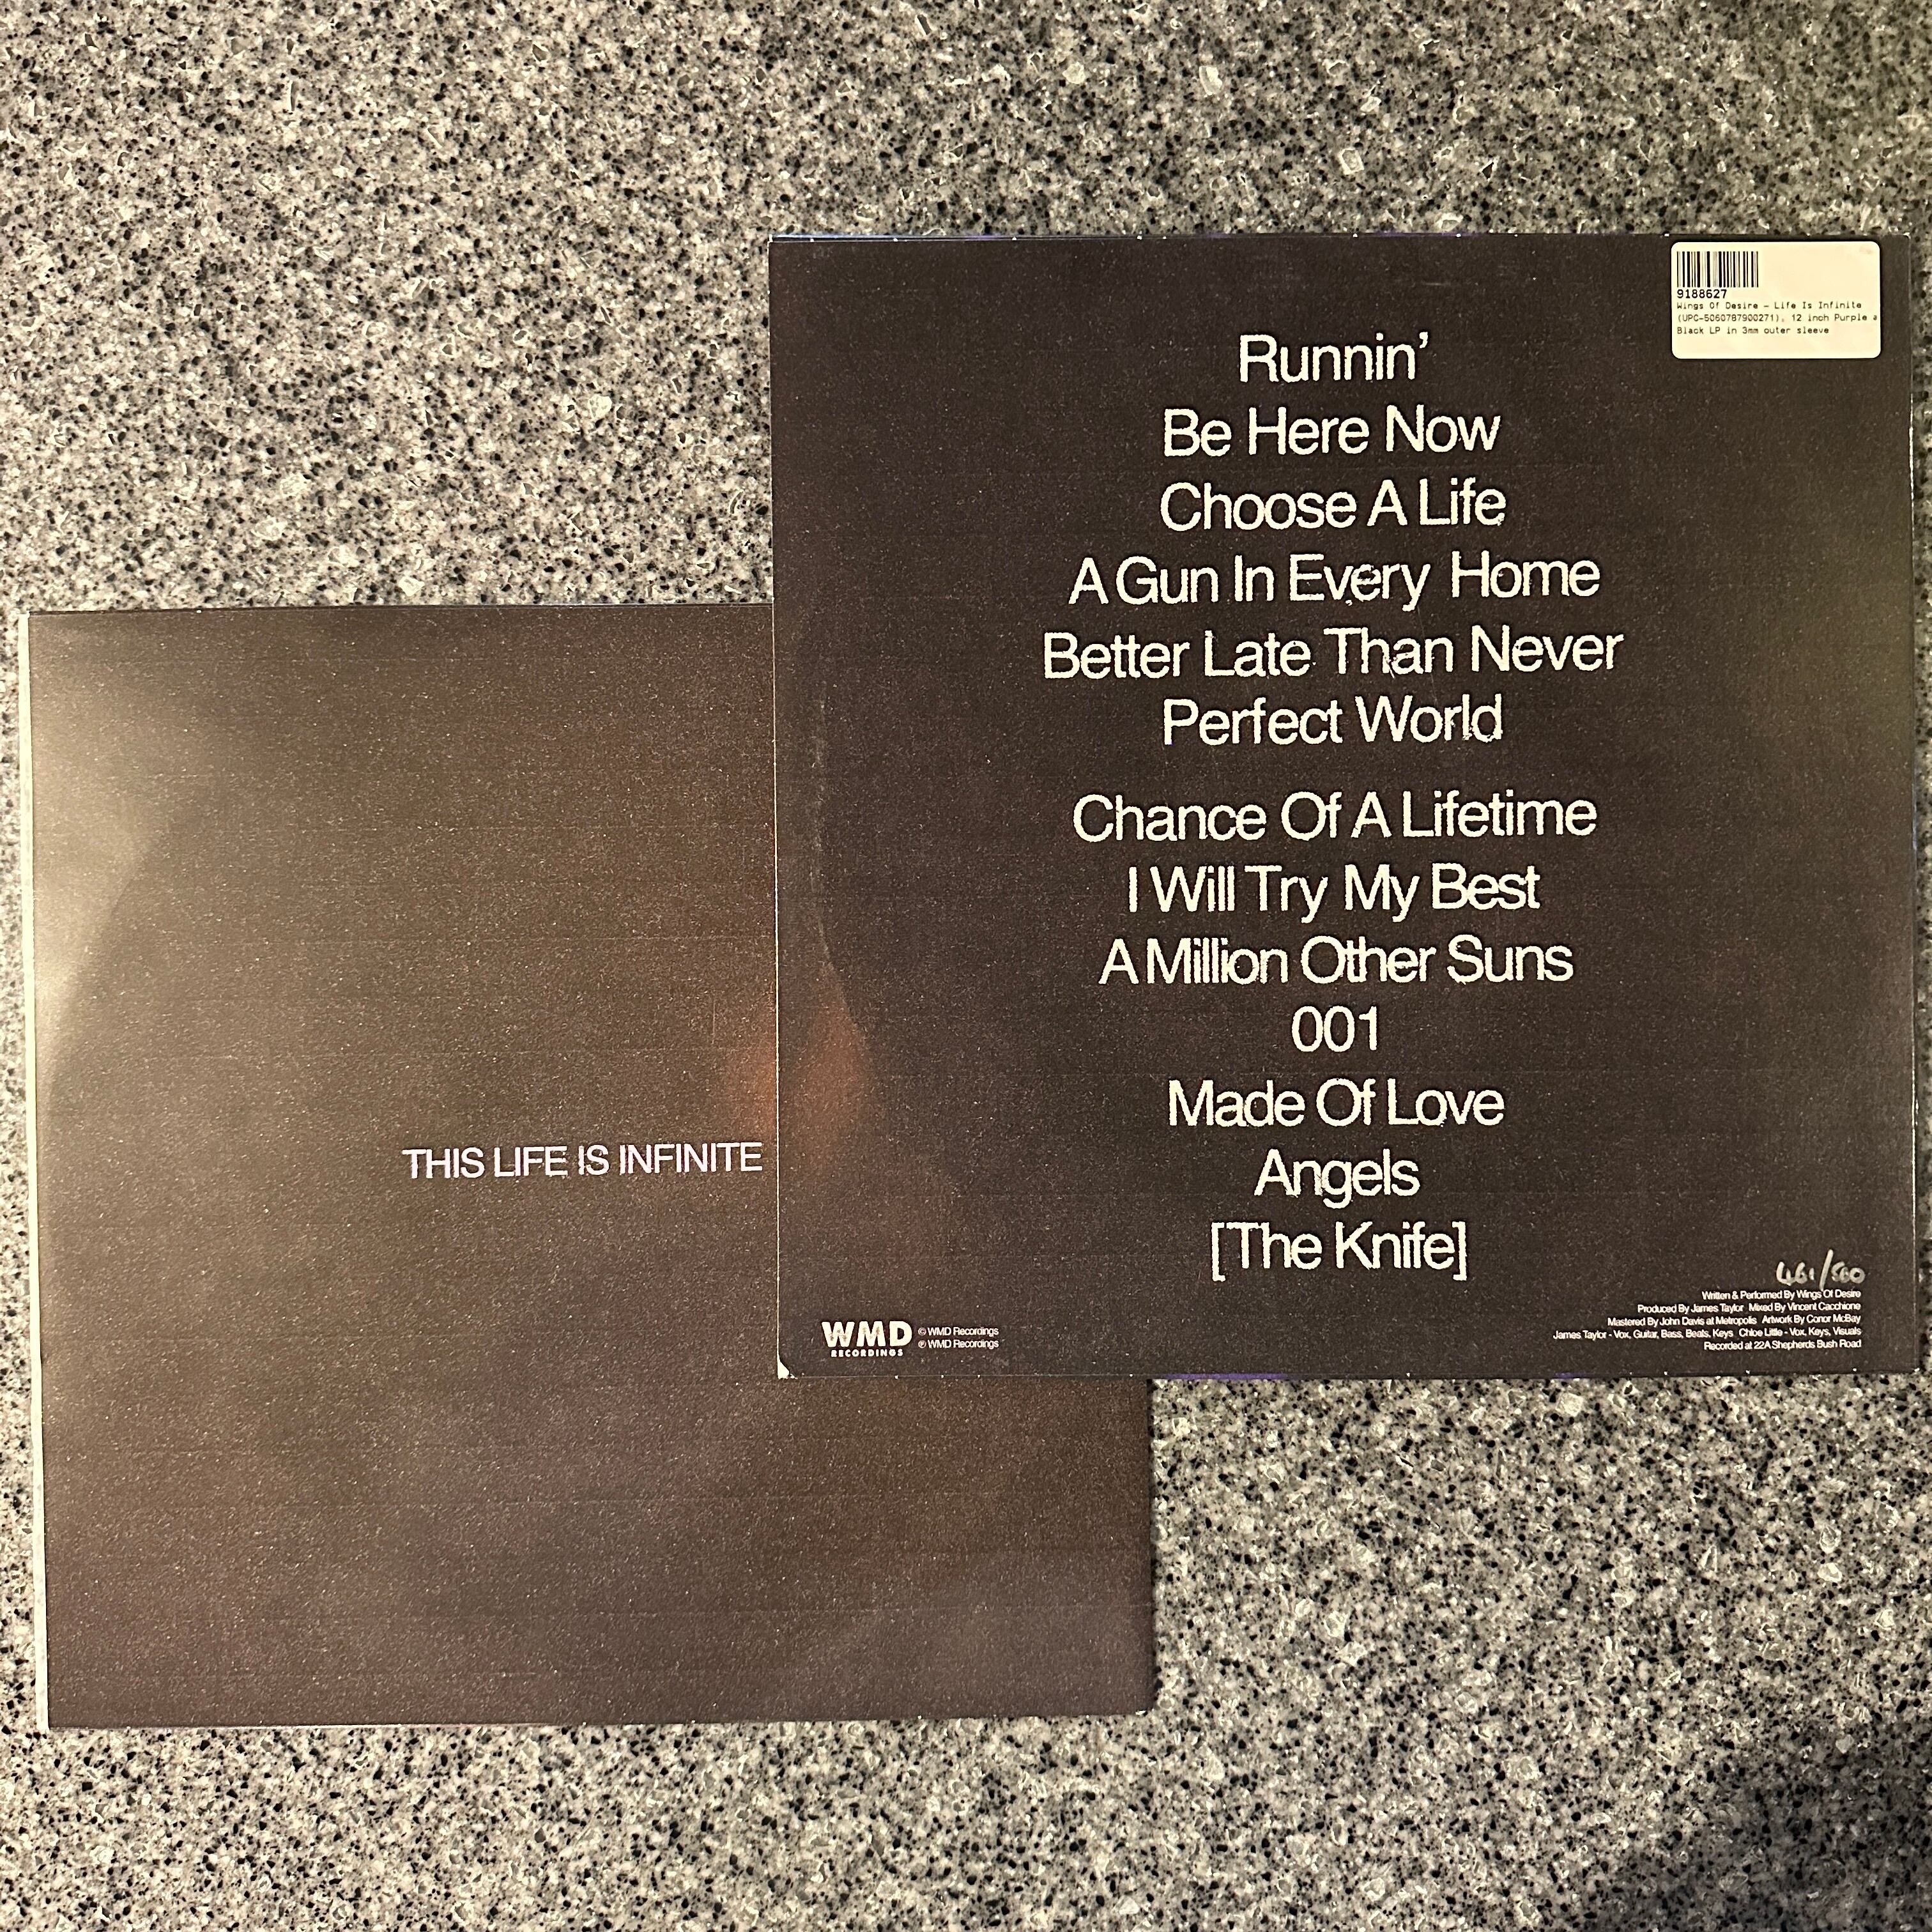 9188627
Wings Of Desire – Life Is Infinite
(UPC-5060787900271), 12 inch Purple a
Black LP in 3mm outer sleeve
Runnin’
Be Here Now
Choose A Life
A Gun In Every Home
Better Late Than Never
Perfect World
Chance Of A Lifetime
I Will Try My Best
A Million Other Suns
001
Made Of Love
Angels
[The Knife]
THIS LIFE IS INFINITE
461/500
Written & Performed By Wings Of Desire
Produced By James Taylor Mixed By Vincent Cacchione
Mastered By John Davis at Metropolis Artwork By Conor McBay
James Taylor - Vox, Guitar, Bass, Beats, Keys Chloe Little - Vox, Keys, Visuals
Recorded at 22A Shepherds Bush Road
WMD
RECORDINGS
© WMD Recordings
℗ WMD Recordings